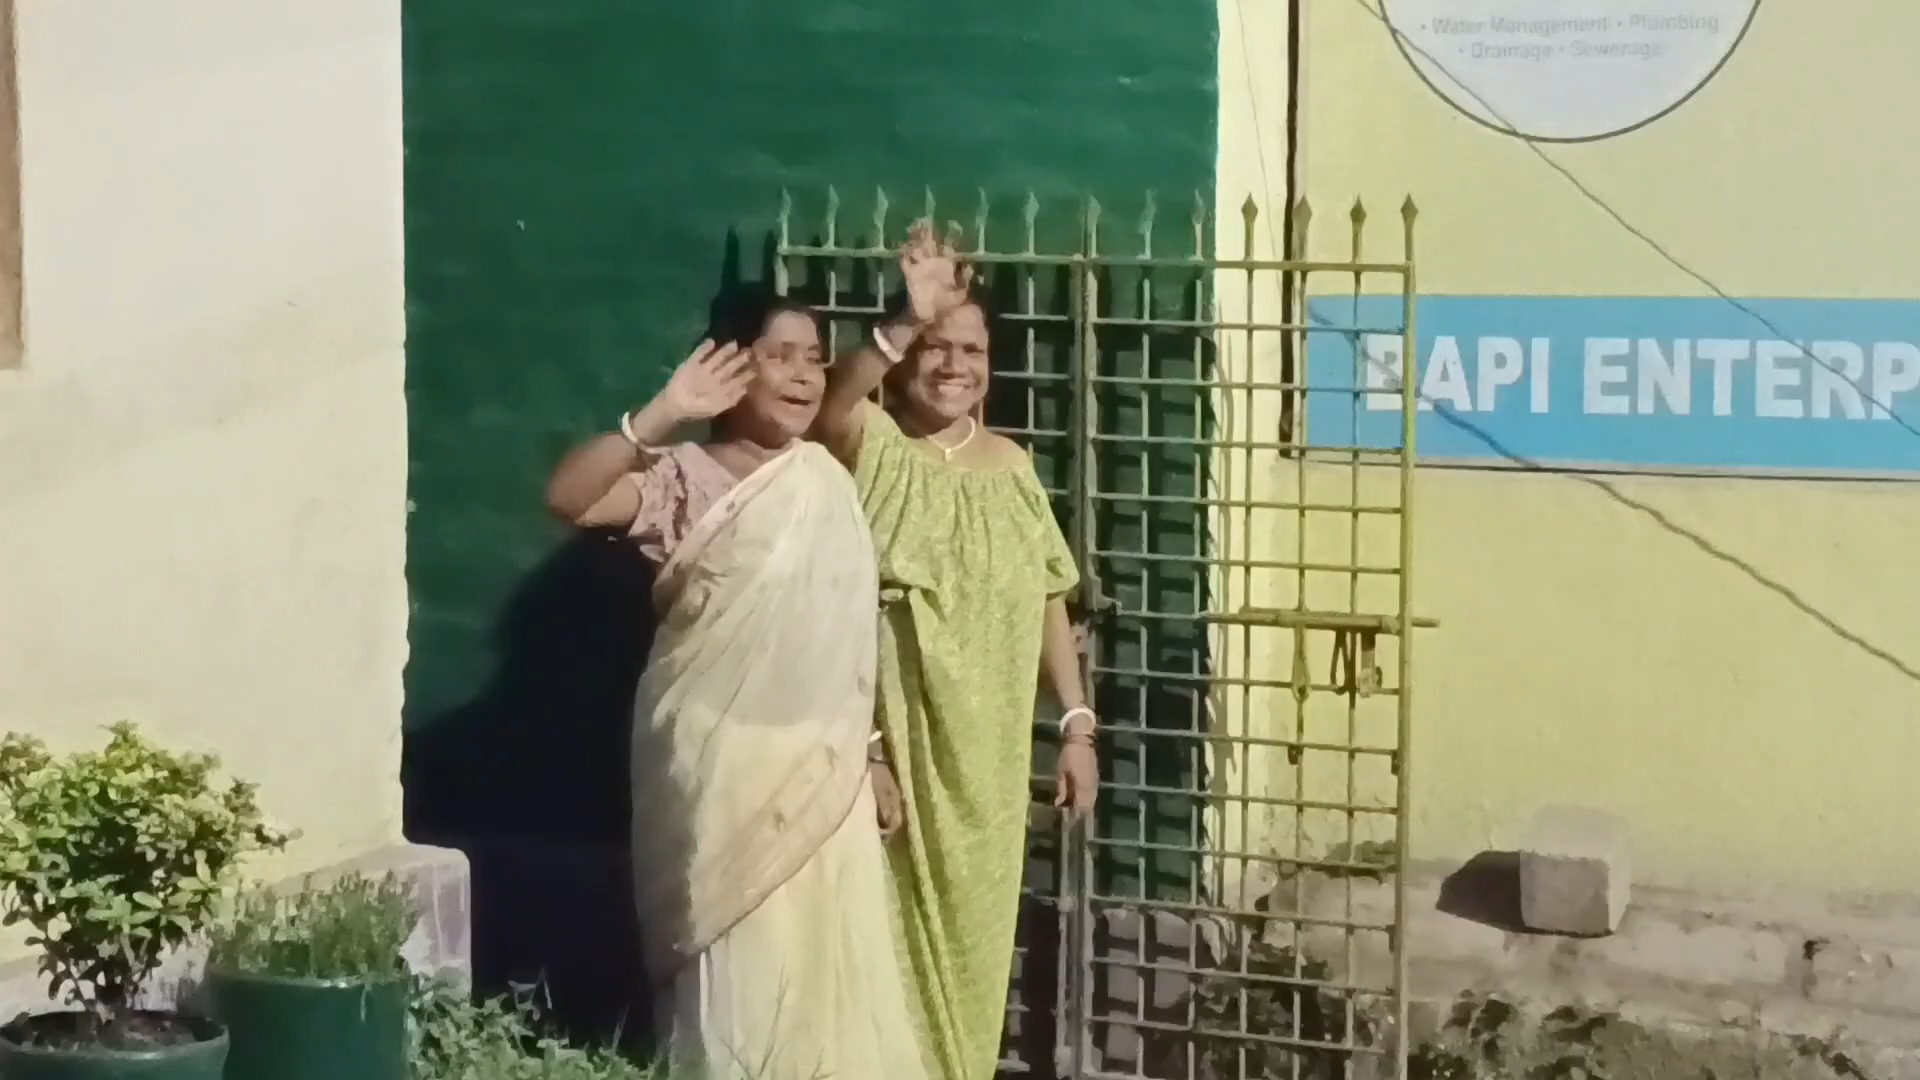 • Water Management • Plumbing
• Drainage • Sewerage
BAPI ENTERP